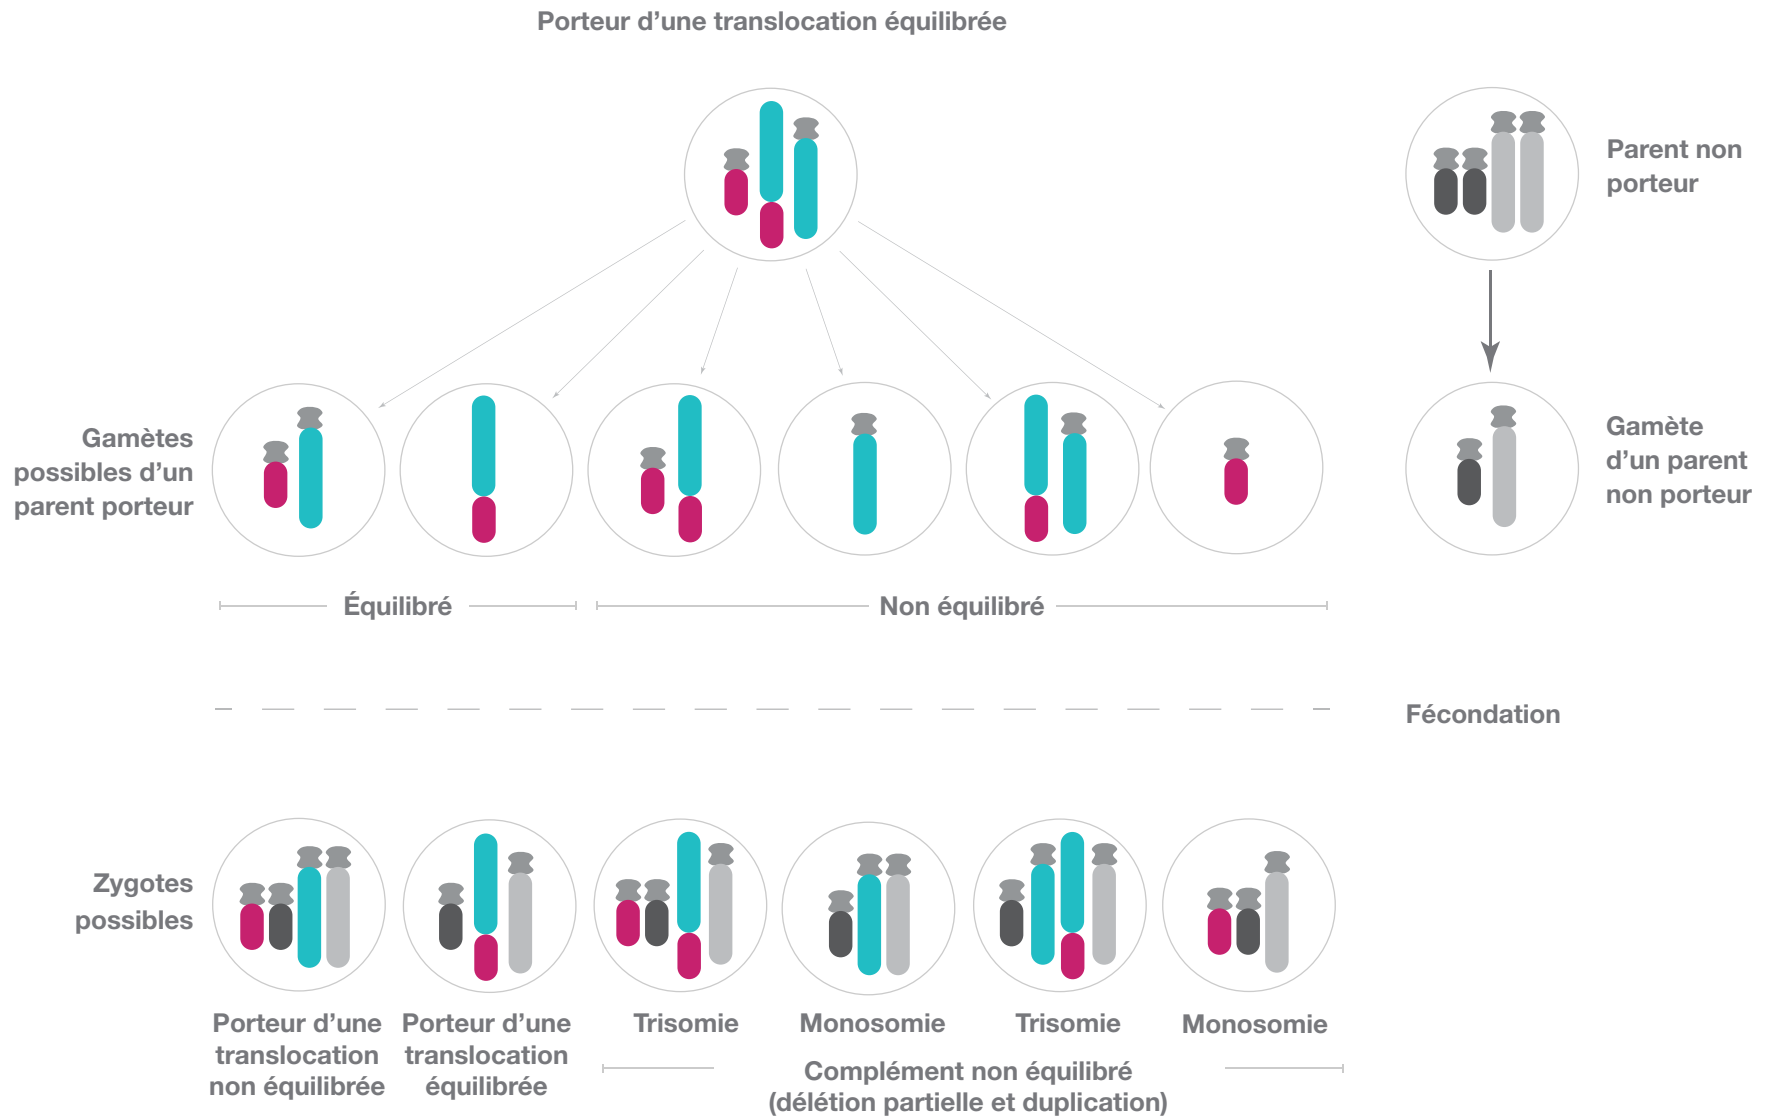 Porteur d’une translocation équilibrée
Parent non
porteur
Gamètes
possibles d’un
parent porteur
Gamète
d’un parent
non porteur
Équilibré
Non équilibré
Fécondation
Zygotes
possibles
Porteur d’une
translocation
non équilibrée
Porteur d’une
translocation
équilibrée
Trisomie
Monosomie
Trisomie
Monosomie
Complément non équilibré
(délétion partielle et duplication)